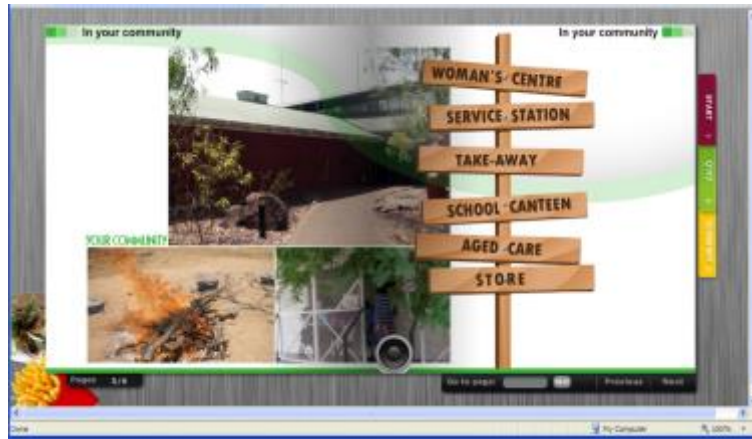 In your community
In your community
WOMAN'S CENTRE
SERVICE STATION
TAKE-AWAY
SCHOOL CANTEEN
AGED CARE
STORE
YOUR COMMUNITY
START
QUIZ
Pages
Go to page:
Previous
Next
Done
My Computer
100%